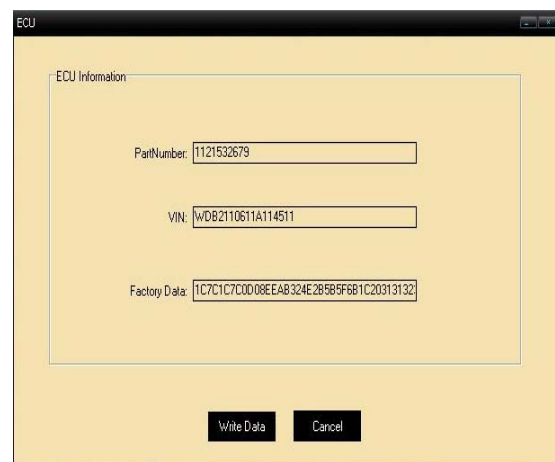 ECU
ECU Information
PartNumber: 1121532679
VIN: WDB2110611A114511
Factory Data: 1C7C1C7C0D08EEAB324E2B5B5F6B1C20313132
Write Data
Cancel